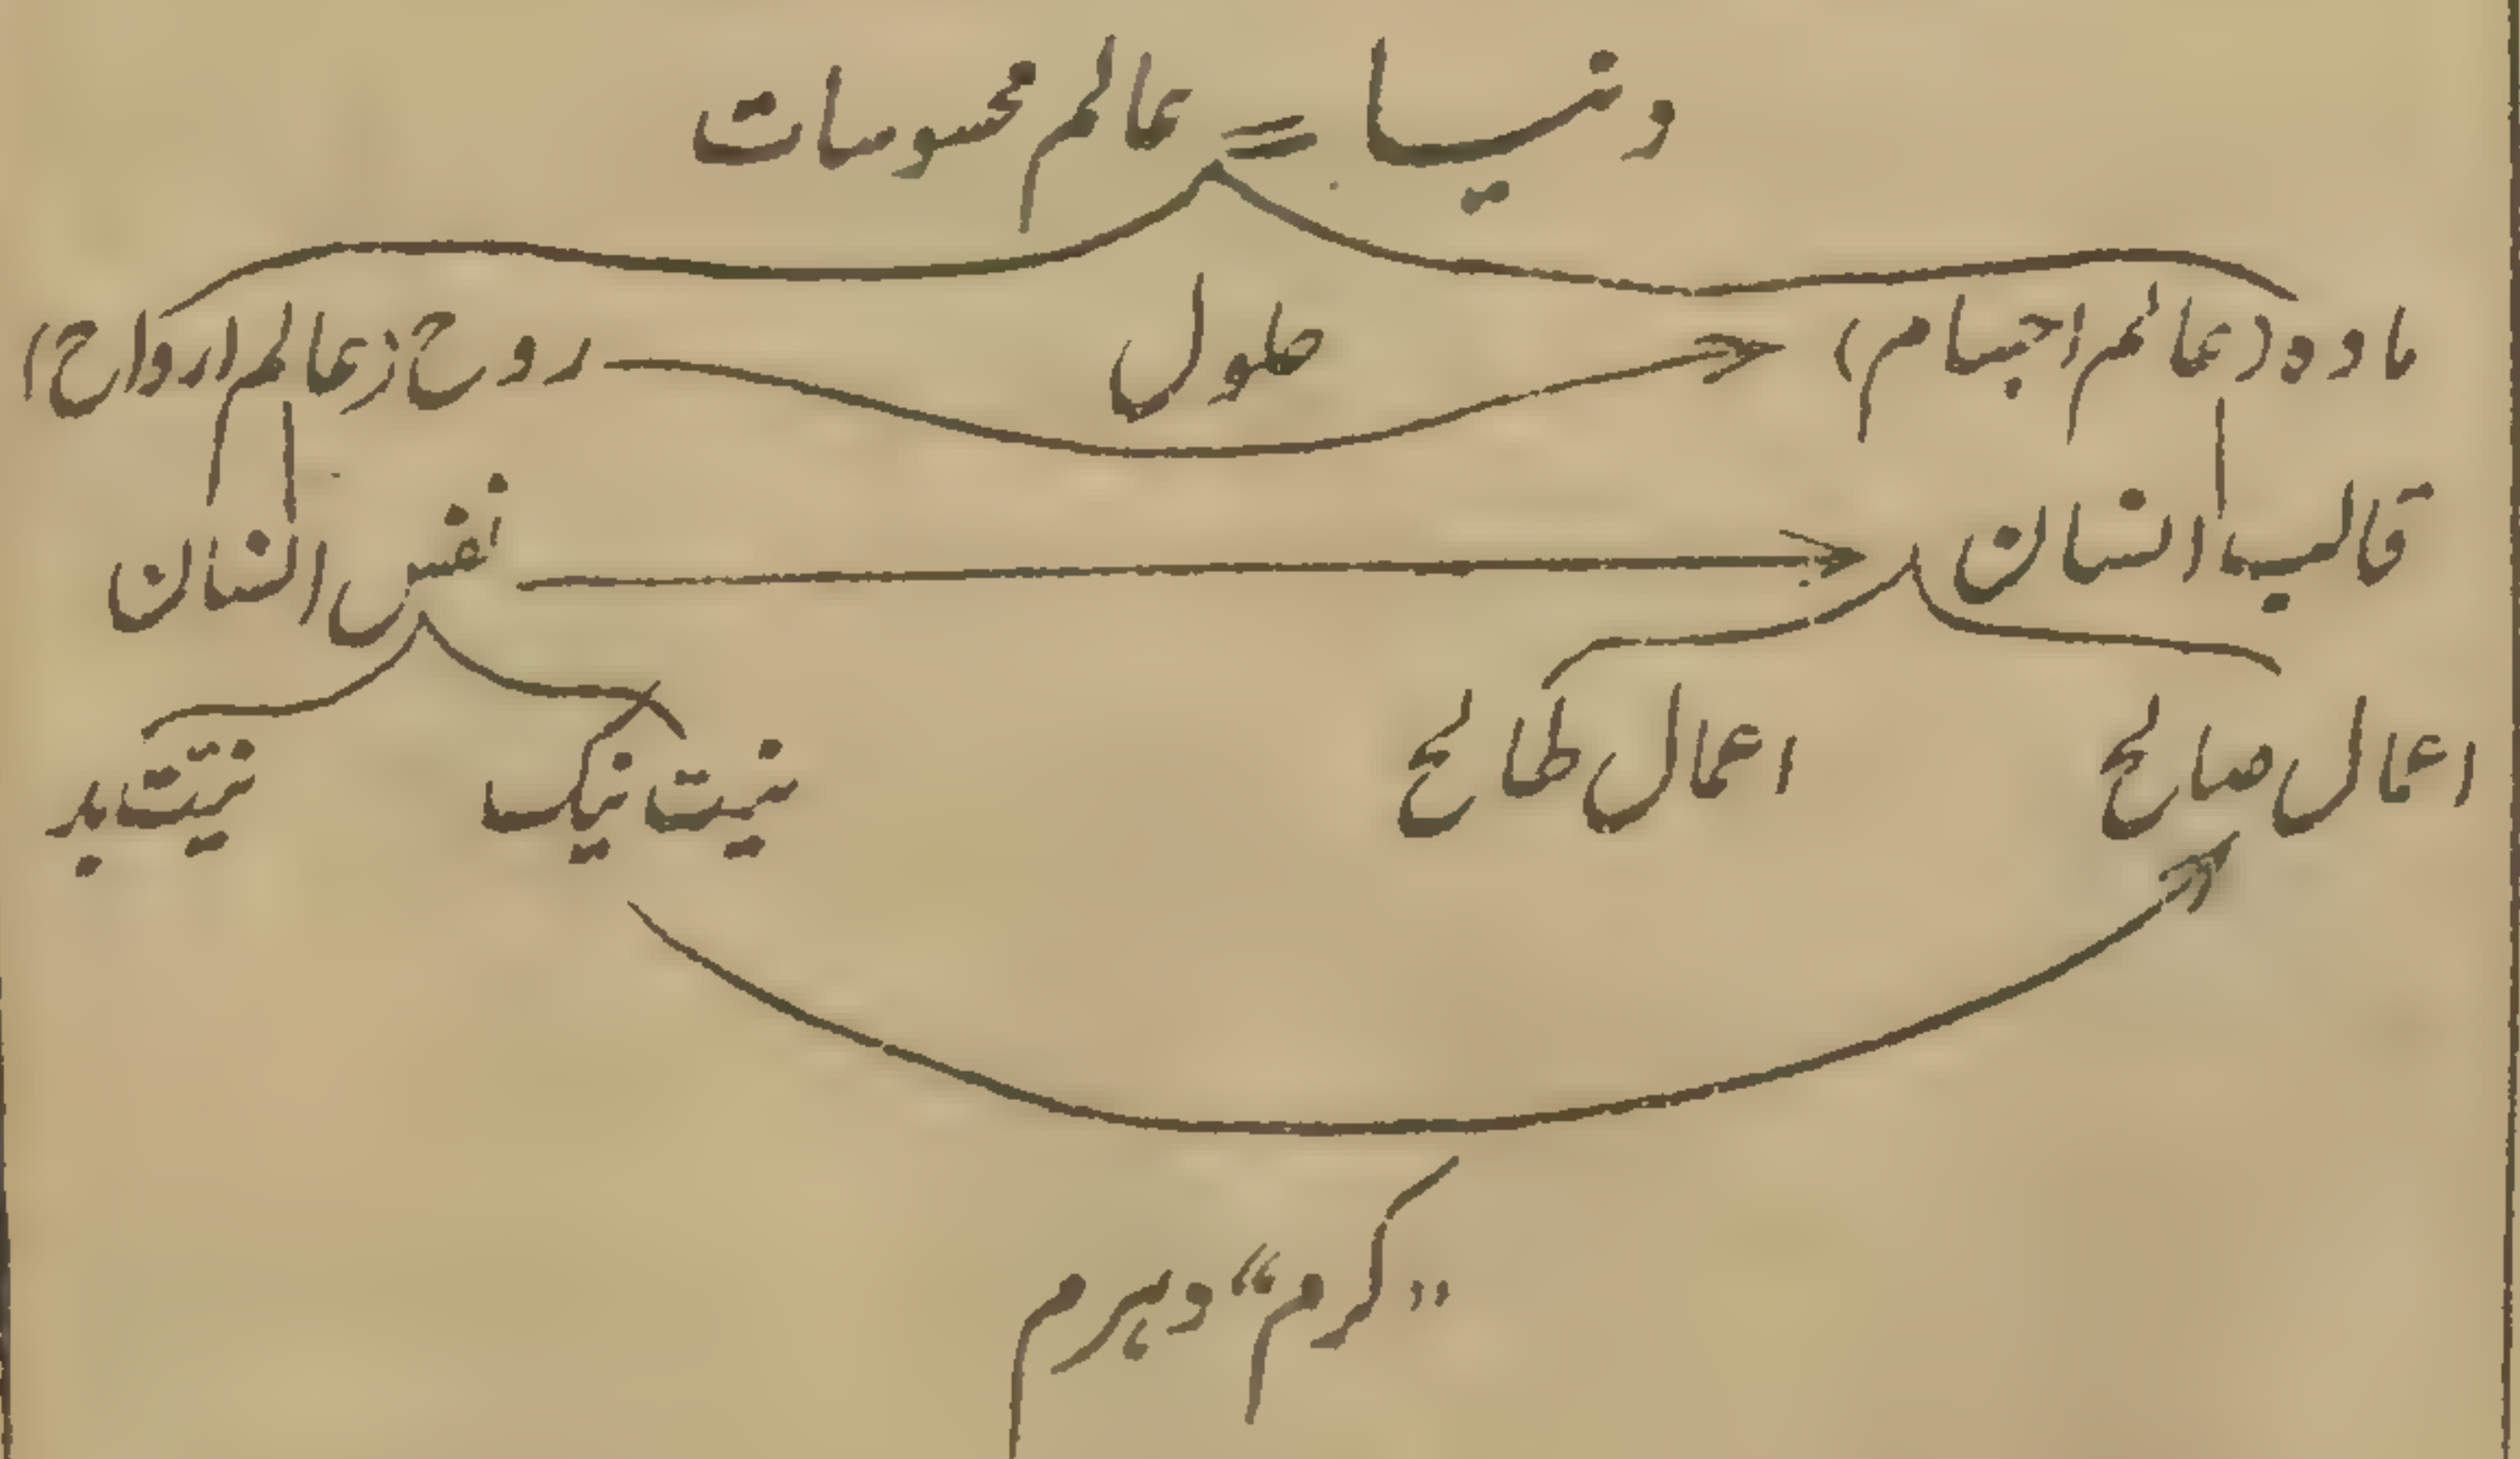 دنیا = عالم محسوسات
مادہ (عالم اجسام) حلول روح (عالم ارواح)
قالب انسان نفس انسان
اعمال صالح اعمال طالح نیت نیک نیت بد
"کرم" دہرم